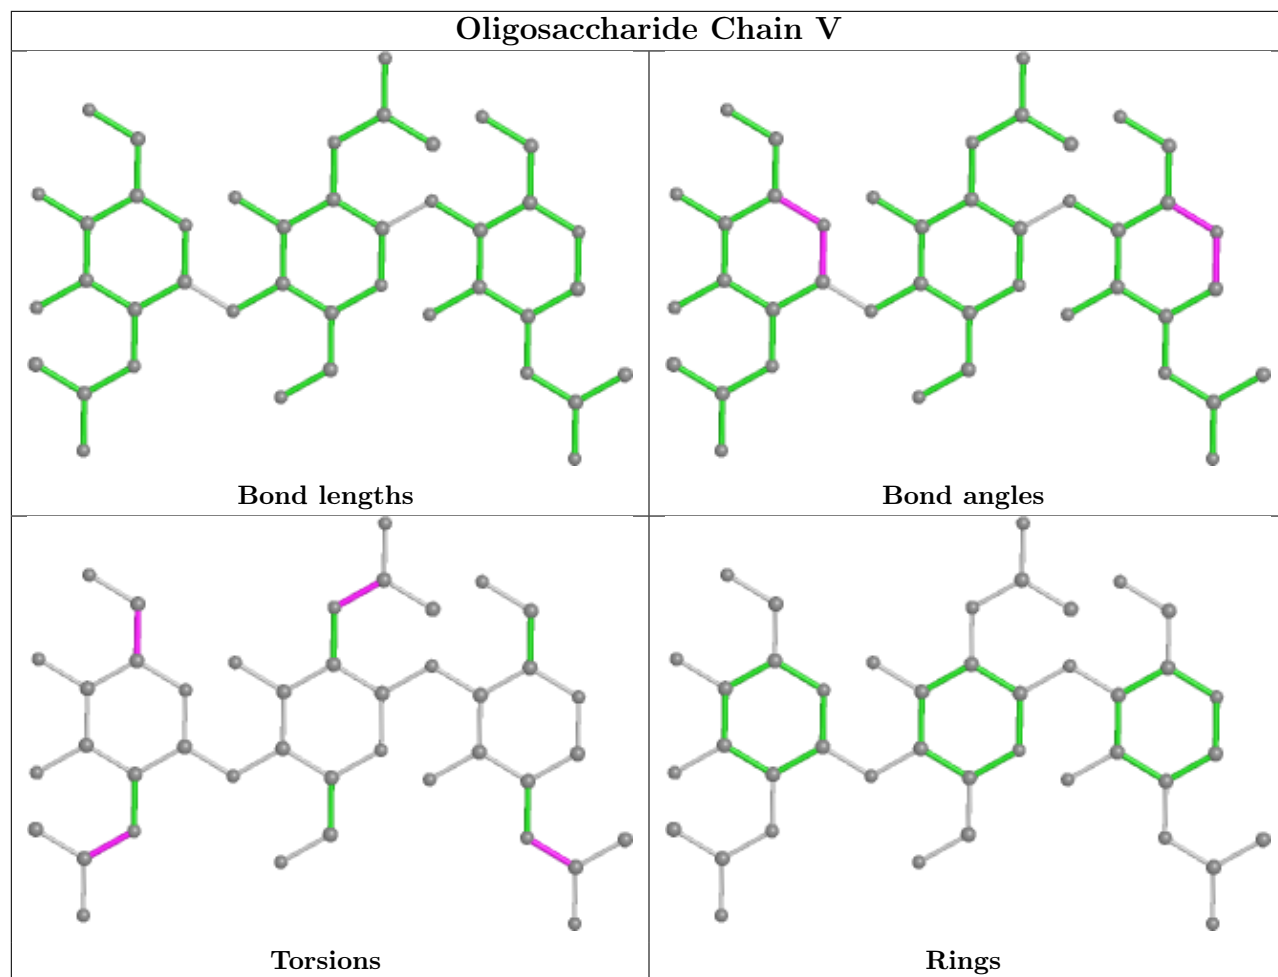 Oligosaccharide Chain V
Bond lengths
Bond angles
Torsions
Rings